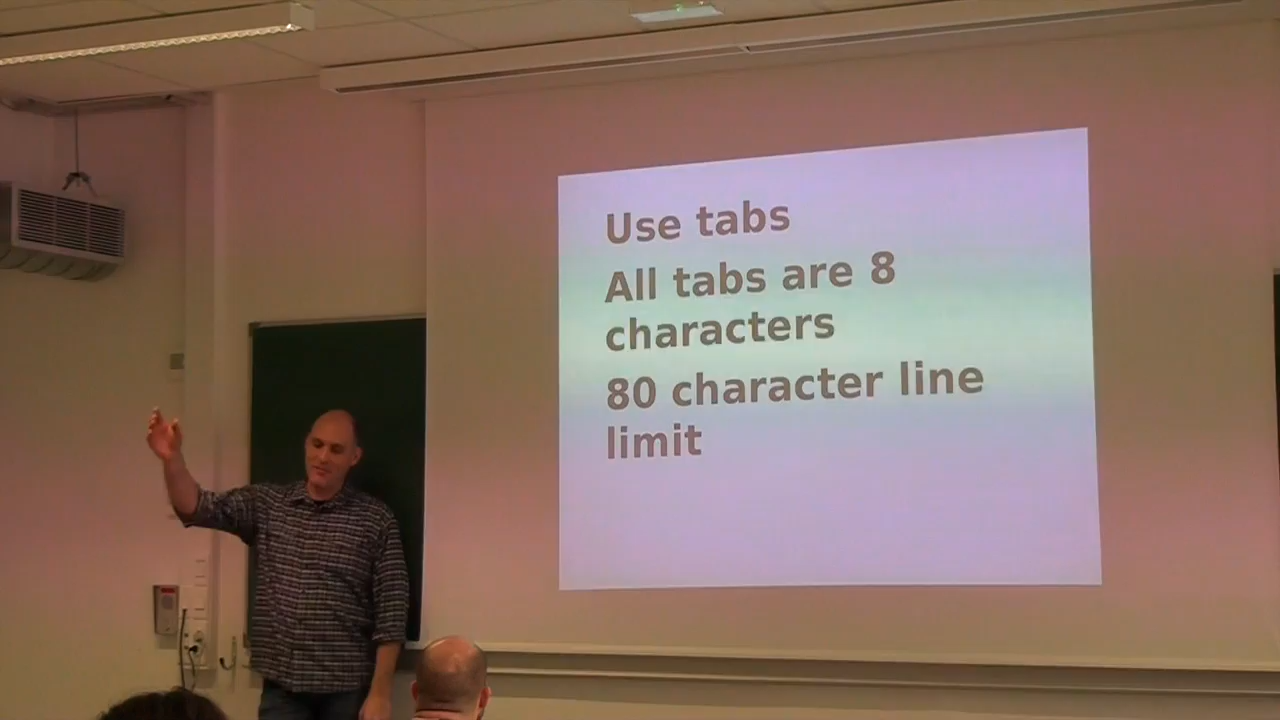 Use tabs
All tabs are 8
characters
80 character line
limit